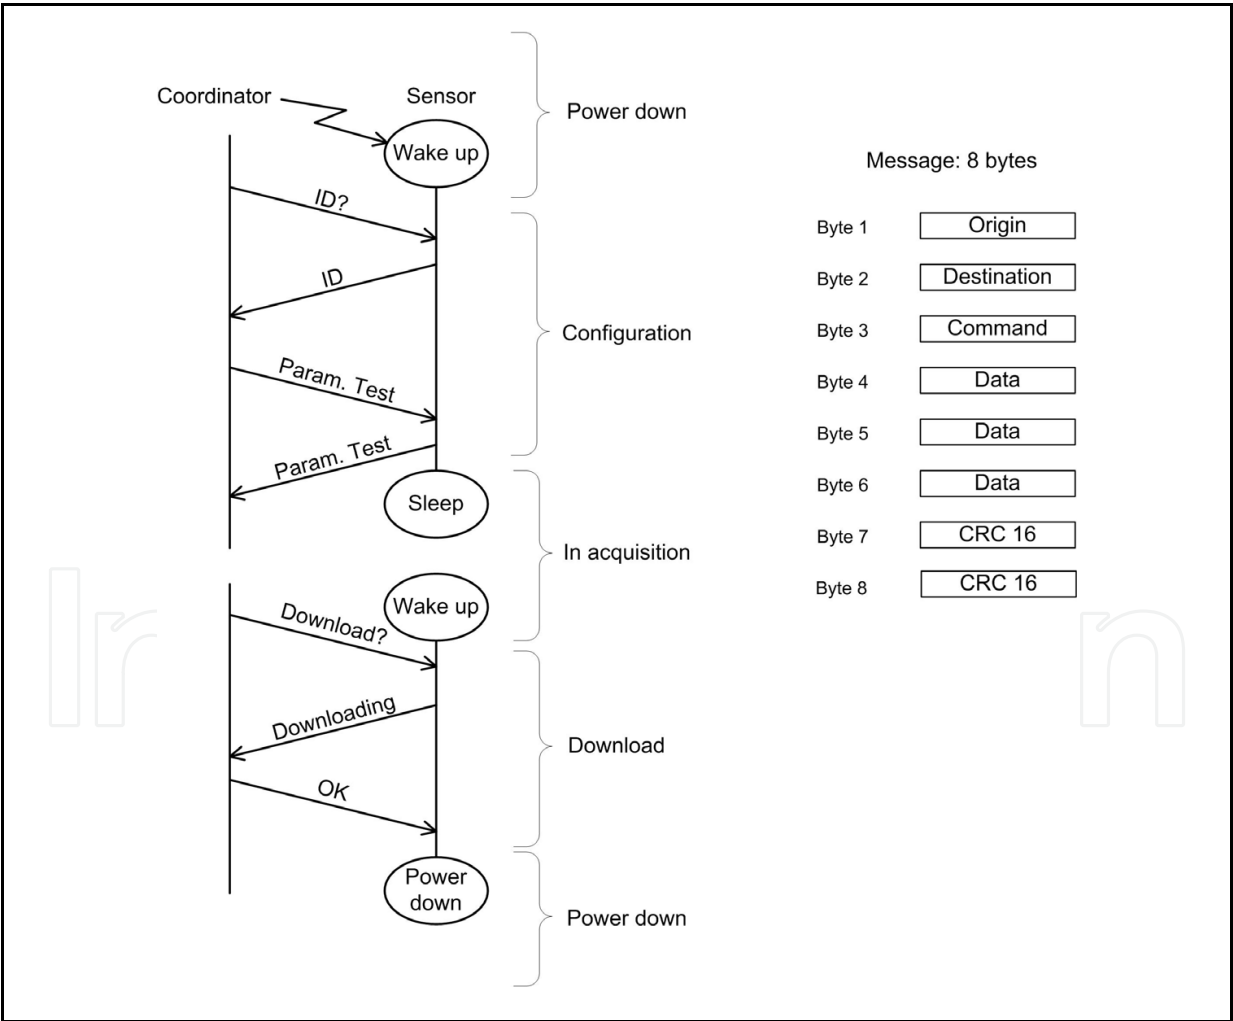 Coordinator
Sensor
Power down
Wake up
ID?
ID
Configuration
Param. Test
Param. Test
Sleep
In acquisition
Wake up
Download?
Downloading
Download
OK
Power
down
Power down
Message: 8 bytes
Byte 1 Origin
Byte 2 Destination
Byte 3 Command
Byte 4 Data
Byte 5 Data
Byte 6 Data
Byte 7 CRC 16
Byte 8 CRC 16